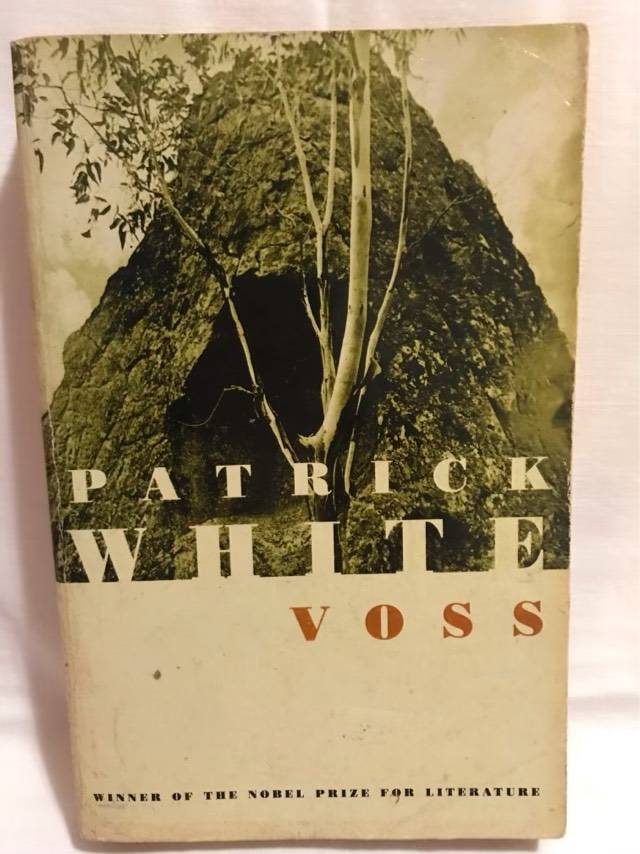 PATRICK
WHITE
VOSS
WINNER OF THE NOBEL PRIZE FOR LITERATURE